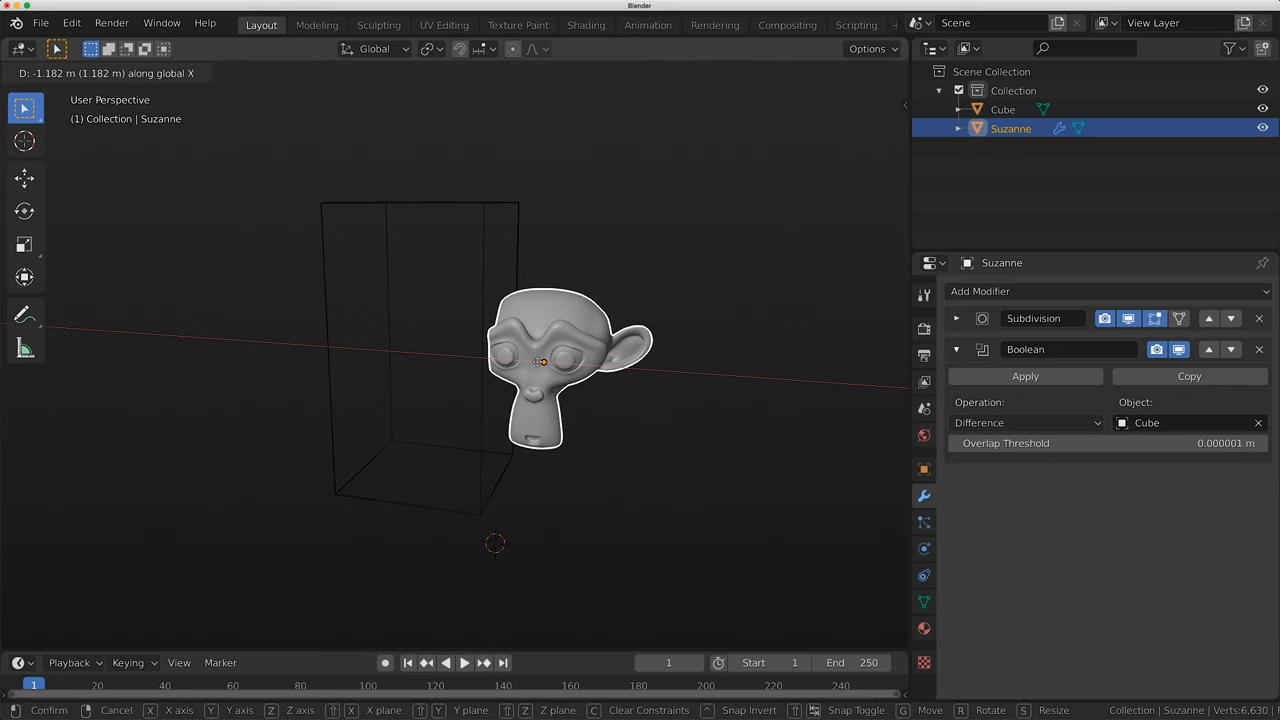 Blender
File Edit Render Window Help Layout Modeling Sculpting UV Editing Texture Paint Shading Animation Rendering Compositing Scripting Scene View Layer
Global Options
D: -1.182 m (1.182 m) along global X
User Perspective
(1) Collection | Suzanne
Scene Collection
Collection
Cube
Suzanne
Suzanne
Add Modifier
Subdivision
Boolean
Apply Copy
Operation: Object:
Difference Cube
Overlap Threshold 0.000001 m
Playback Keying View Marker 1 Start 1 End 250
1 20 40 60 80 100 120 140 160 180 200 220 240
Confirm Cancel X X axis Y Y axis Z Z axis X X plane Y Y plane Z Z plane C Clear Constraints Snap Invert Snap Toggle G Move R Rotate S Resize Collection | Suzanne | Verts:6,630 |